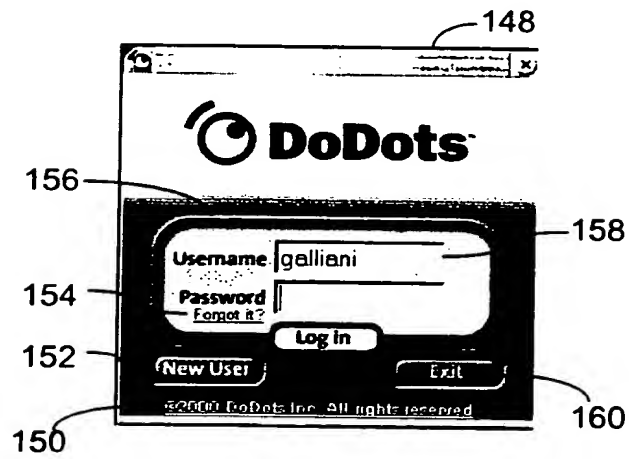 148
DoDots
156
158
Username galliani
154
Password
Forgot it?
Log in
152
New User Exit
©2000 DoDots Inc. All rights reserved
160
150